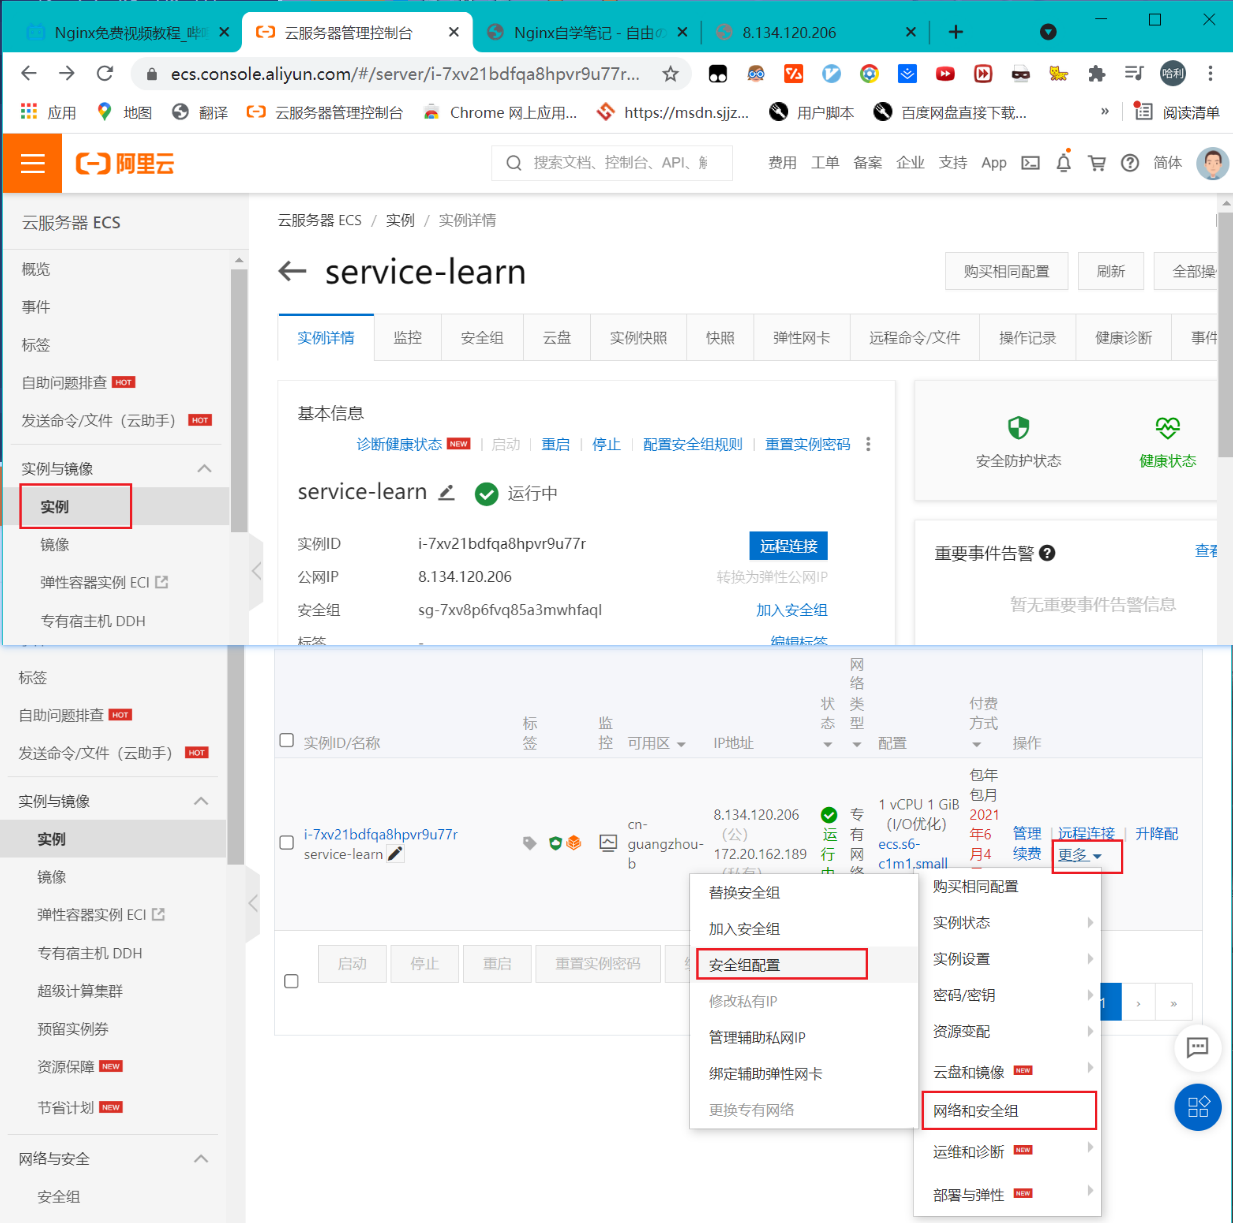 Nginx免费视频教程_哔
云服务器管理控制台
Nginx自学笔记 - 自由の
8.134.120.206
ecs.console.aliyun.com/#/server/i-7xv21bdfqa8hpvr9u77r...
哈利
应用
地图
翻译
云服务器管理控制台
Chrome 网上应用...
https://msdn.sjjz...
用户脚本
百度网盘直接下载...
»
阅读清单
阿里云
搜索文档、控制台、API、
费用
工单
备案
企业
支持
App
简体
云服务器 ECS
概览
事件
标签
自助问题排查 HOT
发送命令/文件（云助手） HOT
实例与镜像
实例
镜像
弹性容器实例 ECI
专有宿主机 DDH
云服务器 ECS / 实例 / 实例详情
service-learn
购买相同配置
刷新
全部操
实例详情
监控
安全组
云盘
实例快照
快照
弹性网卡
远程命令/文件
操作记录
健康诊断
事件
基本信息
诊断健康状态 NEW | 启动 | 重启 | 停止 | 配置安全组规则 | 重置实例密码
service-learn 运行中
实例ID i-7xv21bdfqa8hpvr9u77r 远程连接
公网IP 8.134.120.206 转换为弹性公网IP
安全组 sg-7xv8p6fvq85a3mwhfaql 加入安全组
标签 - 编辑标签
安全防护状态
健康状态
重要事件告警 ?
查看
暂无重要事件告警信息
标签
自助问题排查 HOT
发送命令/文件（云助手） HOT
实例与镜像
实例
镜像
弹性容器实例 ECI
专有宿主机 DDH
超级计算集群
预留实例券
资源保障 NEW
节省计划 NEW
网络与安全
安全组
实例ID/名称
标签
监控
可用区
IP地址
状态
网络类型
配置
付费方式
操作
i-7xv21bdfqa8hpvr9u77r
service-learn
cn-
guangzhou-
b
8.134.120.206
（公）
172.20.162.189
（私有）
运行中
专有网络
1 vCPU 1 GiB
（I/O优化）
ecs.s6-
c1m1.small
包年
包月
2021
年6
月4
管理 | 远程连接 | 升降配
续费 更多
启动
停止
重启
重置实例密码
1
›
»
替换安全组
加入安全组
安全组配置
修改私有IP
管理辅助私网IP
绑定辅助弹性网卡
更换专有网络
购买相同配置
实例状态
实例设置
密码/密钥
资源变配
云盘和镜像 NEW
网络和安全组
运维和诊断 NEW
部署与弹性 NEW